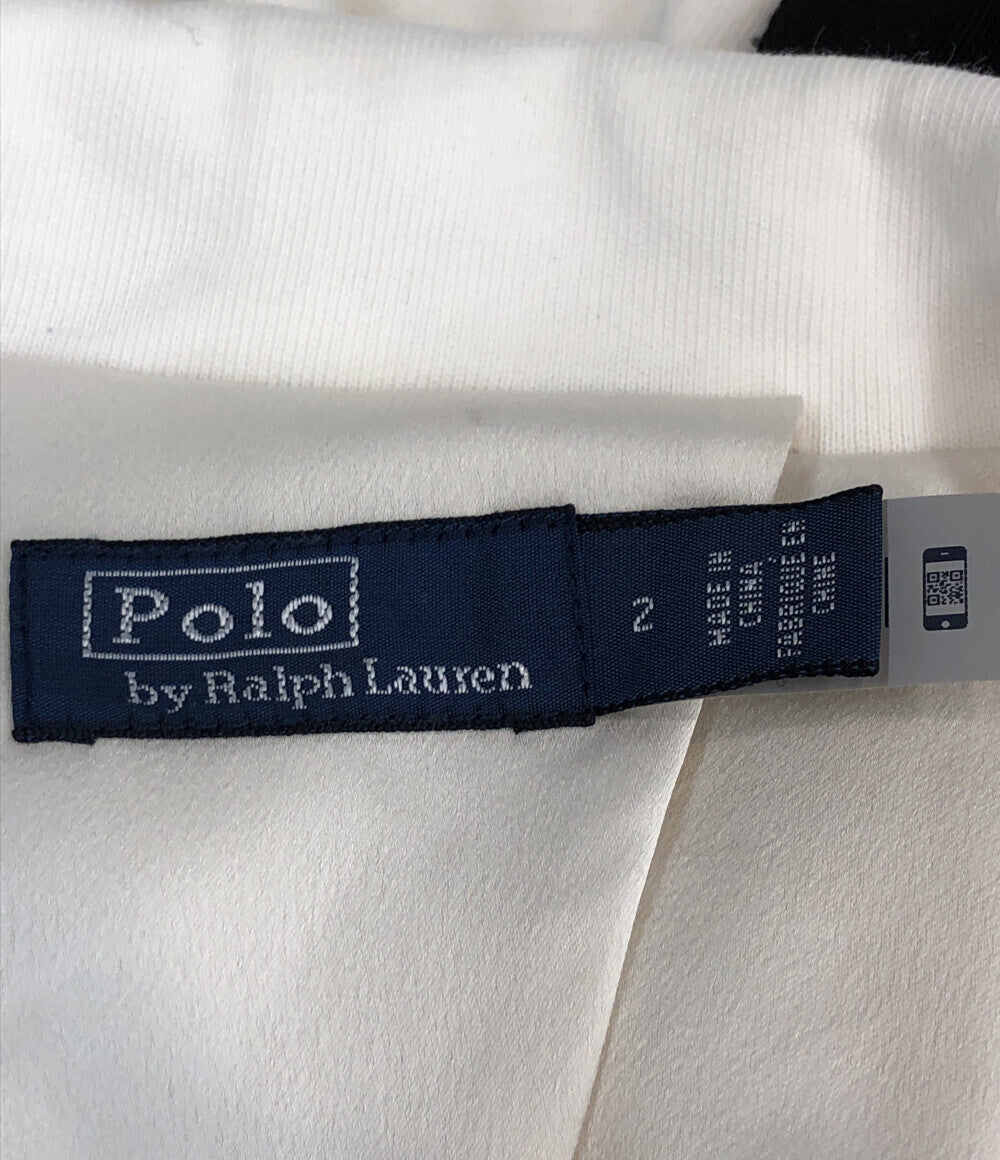 Polo
by Ralph Lauren
2
MADE IN
CHINA
FABRIQUÉ EN
CHINE